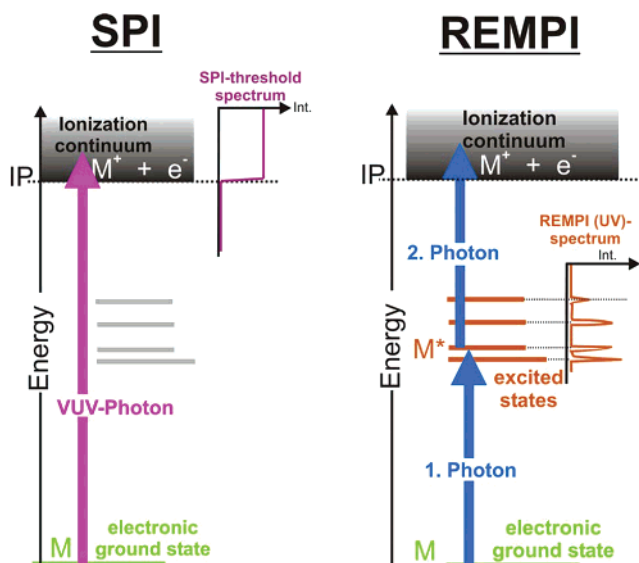 SPI
SPI-threshold
spectrum
Int.
Ionization
continuum
M⁺ + e⁻
IP
Energy
VUV-Photon
M
electronic
ground state
REMPI
Ionization
continuum
M⁺ + e⁻
IP
REMPI (UV)-
spectrum
Int.
2. Photon
Energy
M*
excited
states
1. Photon
M
electronic
ground state